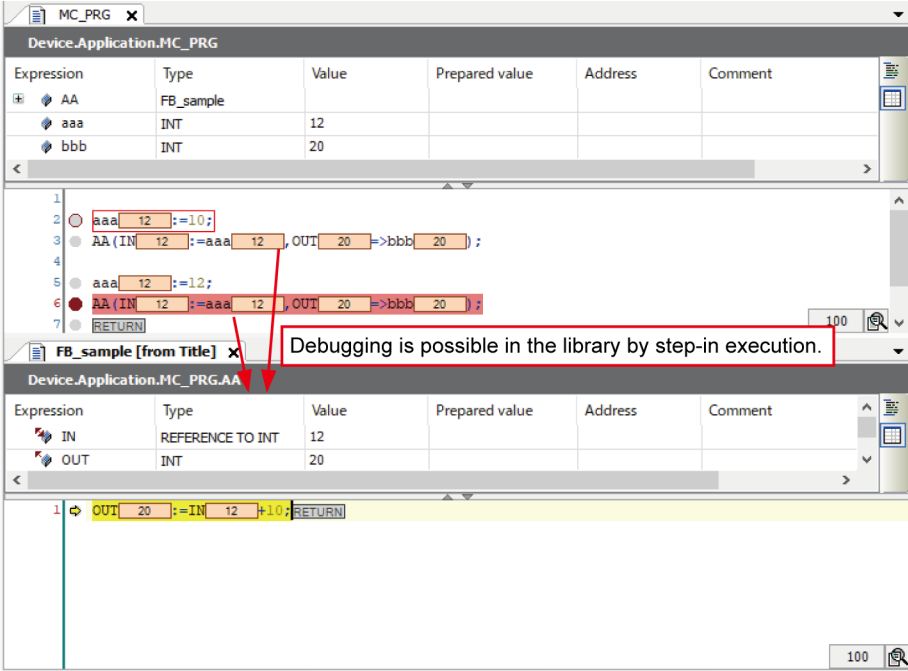 MC_PRG
Device.Application.MC_PRG
Expression Type Value Prepared value Address Comment
AA FB_sample
aaa INT 12
bbb INT 20
1
2 aaa 12 :=10;
3 AA(IN 12 :=aaa 12 ,OUT 20 =>bbb 20 );
4
5 aaa 12 :=12;
6 AA(IN 12 :=aaa 12 ,OUT 20 =>bbb 20 );
7 RETURN
100
Debugging is possible in the library by step-in execution.
FB_sample [from Title]
Device.Application.MC_PRG.AA
Expression Type Value Prepared value Address Comment
IN REFERENCE TO INT 12
OUT INT 20
1 OUT 20 :=IN 12 +10;RETURN
100